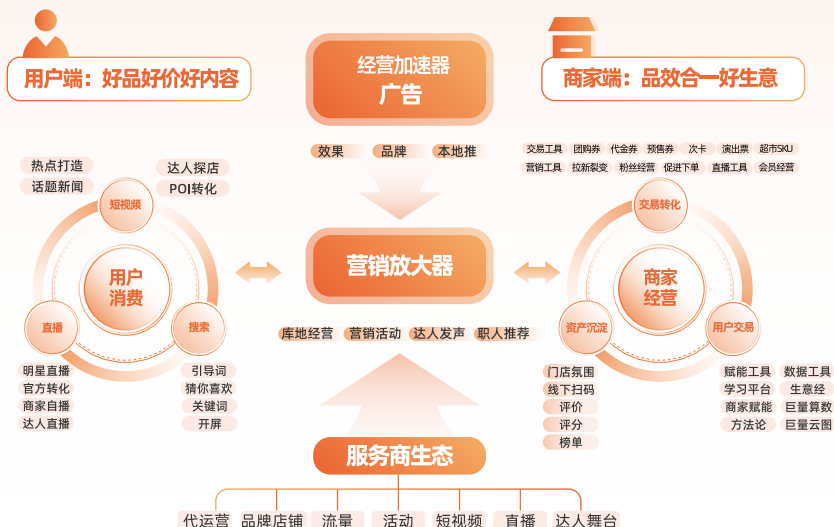 用户端：好品好价好内容
经营加速器
广告
商家端：品效合一好生意
效果
品牌
本地推
热点打造
话题新闻
达人探店
POI转化
交易工具
团购券
代金券
预售券
次卡
演出票
超市SKU
营销工具
拉新裂变
粉丝经营
促进下单
直播工具
会员经营
短视频
用户
消费
直播
搜索
明星直播
官方转化
商家自播
达人直播
引导词
猜你喜欢
关键词
开屏
营销放大器
库地经营
营销活动
达人发声
职人推荐
交易转化
商家
经营
资产沉淀
用户交易
门店氛围
线下扫码
评价
评分
榜单
赋能工具
数据工具
学习平台
生意经
商家赋能
巨量算数
方法论
巨量云图
服务商生态
代运营
品牌店铺
流量
活动
短视频
直播
达人舞台